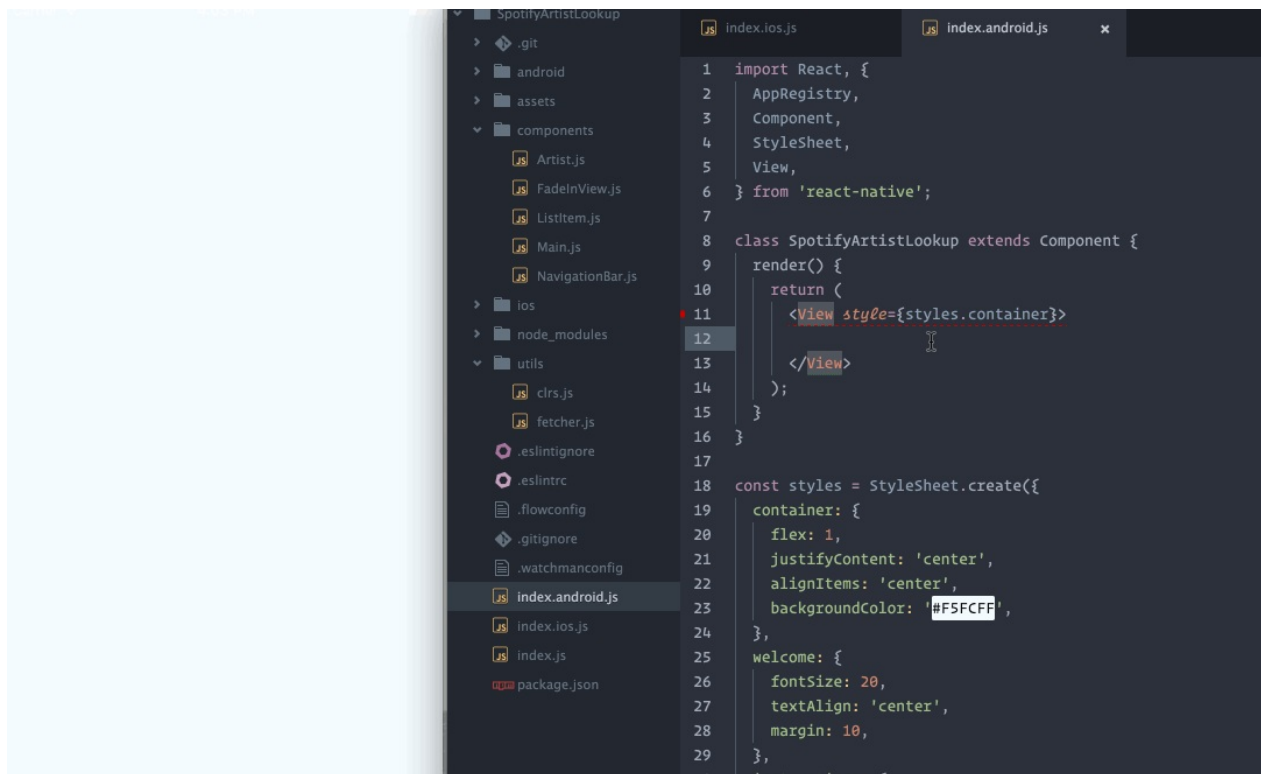 SpotifyArtistLookup
.git
android
assets
components
Artist.js
FadeInView.js
ListItem.js
Main.js
NavigationBar.js
ios
node_modules
utils
clrs.js
fetcher.js
.eslintignore
.eslintrc
.flowconfig
.gitignore
.watchmanconfig
index.android.js
index.ios.js
index.js
package.json
index.ios.js
index.android.js
1 import React, {
2 AppRegistry,
3 Component,
4 StyleSheet,
5 View,
6 } from 'react-native';
7
8 class SpotifyArtistLookup extends Component {
9 render() {
10 return (
11 <View style={styles.container}>
12
13 </View>
14 );
15 }
16 }
17
18 const styles = StyleSheet.create({
19 container: {
20 flex: 1,
21 justifyContent: 'center',
22 alignItems: 'center',
23 backgroundColor: '#F5FCFF',
24 },
25 welcome: {
26 fontSize: 20,
27 textAlign: 'center',
28 margin: 10,
29 },